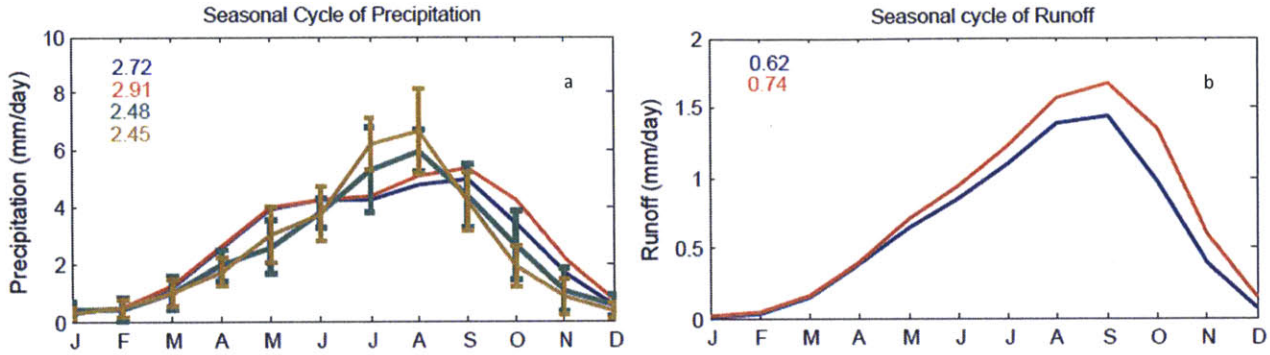 Seasonal Cycle of Precipitation
Precipitation (mm/day)
10
8
6
4
2
0
2.72
2.91
2.48
2.45
a
J F M A M J J A S O N D
Seasonal cycle of Runoff
Runoff (mm/day)
2
1.5
1
0.5
0
0.62
0.74
b
J F M A M J J A S O N D